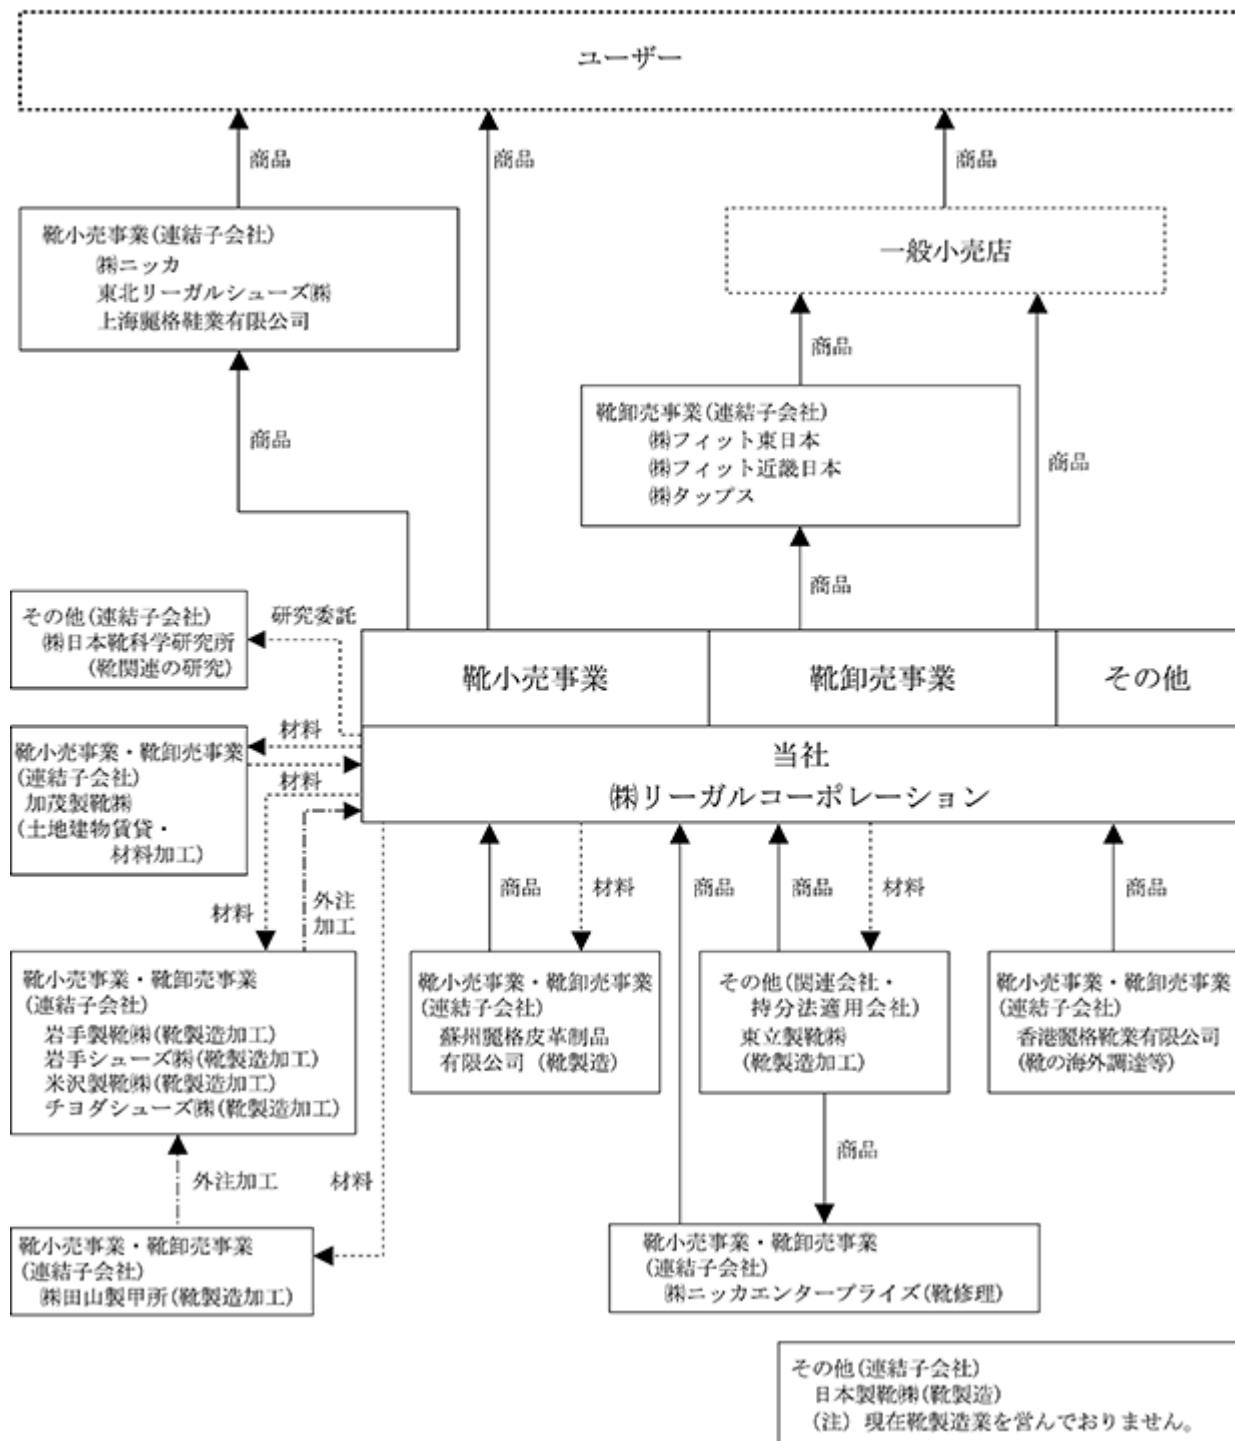 ユーザー
商品
商品
商品
靴小売事業(連結子会社)
㈱ニッカ
東北リーガルシューズ㈱
上海麗格鞋業有限公司
一般小売店
商品
商品
商品
靴卸売事業(連結子会社)
㈱フィット東日本
㈱フィット近畿日本
㈱タップス
商品
その他(連結子会社)
㈱日本靴科学研究所
(靴関連の研究)
研究委託
靴小売事業
靴卸売事業
その他
当社
㈱リーガルコーポレーション
材料
材料
靴小売事業・靴卸売事業
(連結子会社)
加茂製靴㈱
(土地建物賃貸・
材料加工)
材料
外注
加工
商品
材料
商品
商品
材料
商品
靴小売事業・靴卸売事業
(連結子会社)
岩手製靴㈱(靴製造加工)
岩手シューズ㈱(靴製造加工)
米沢製靴㈱(靴製造加工)
チヨダシューズ㈱(靴製造加工)
靴小売事業・靴卸売事業
(連結子会社)
蘇州麗格皮革制品
有限公司(靴製造)
その他(関連会社・
持分法適用会社)
東立製靴㈱
(靴製造加工)
靴小売事業・靴卸売事業
(連結子会社)
香港麗格靴業有限公司
(靴の海外調達等)
外注加工
材料
商品
靴小売事業・靴卸売事業
(連結子会社)
㈱田山製甲所(靴製造加工)
靴小売事業・靴卸売事業
(連結子会社)
㈱ニッカエンタープライズ(靴修理)
その他(連結子会社)
日本製靴㈱(靴製造)
(注) 現在靴製造業を営んでおりません。